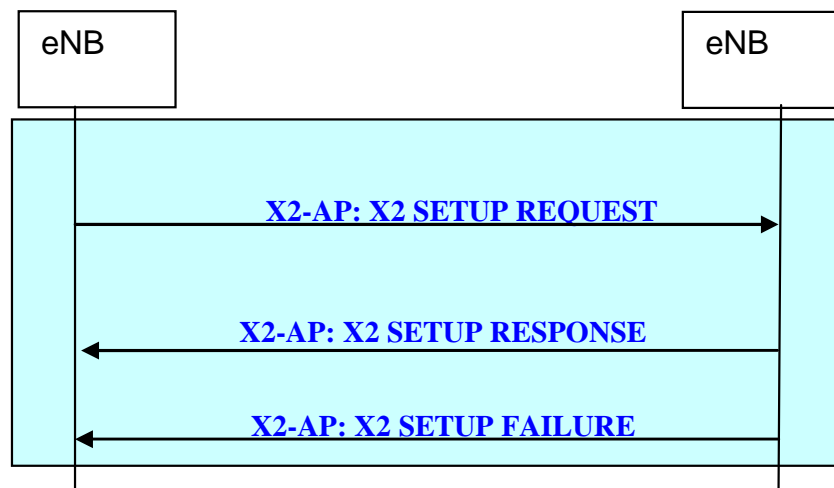 eNB
eNB
X2-AP: X2 SETUP REQUEST
X2-AP: X2 SETUP RESPONSE
X2-AP: X2 SETUP FAILURE